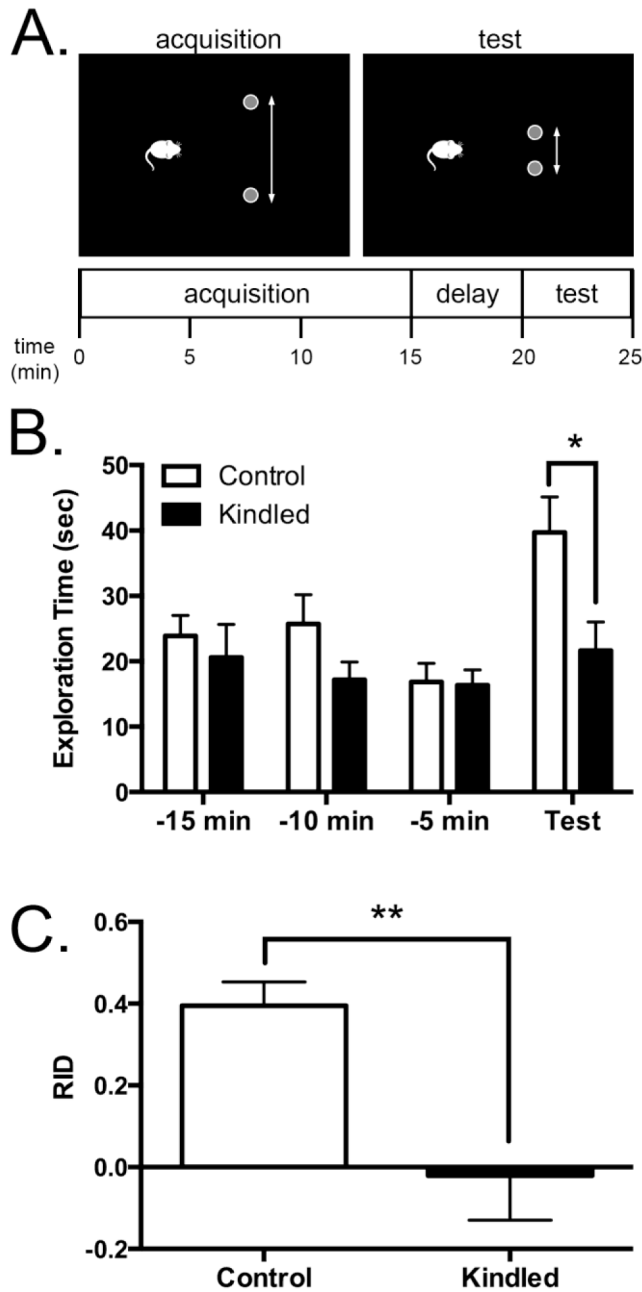 A.
acquisition test
acquisition delay test
time (min) 0 5 10 15 20 25
B.
Exploration Time (sec)
50
40
30
20
10
0
Control
Kindled
*
-15 min -10 min -5 min Test
C.
RID
0.6
0.4
0.2
0.0
-0.2
**
Control Kindled